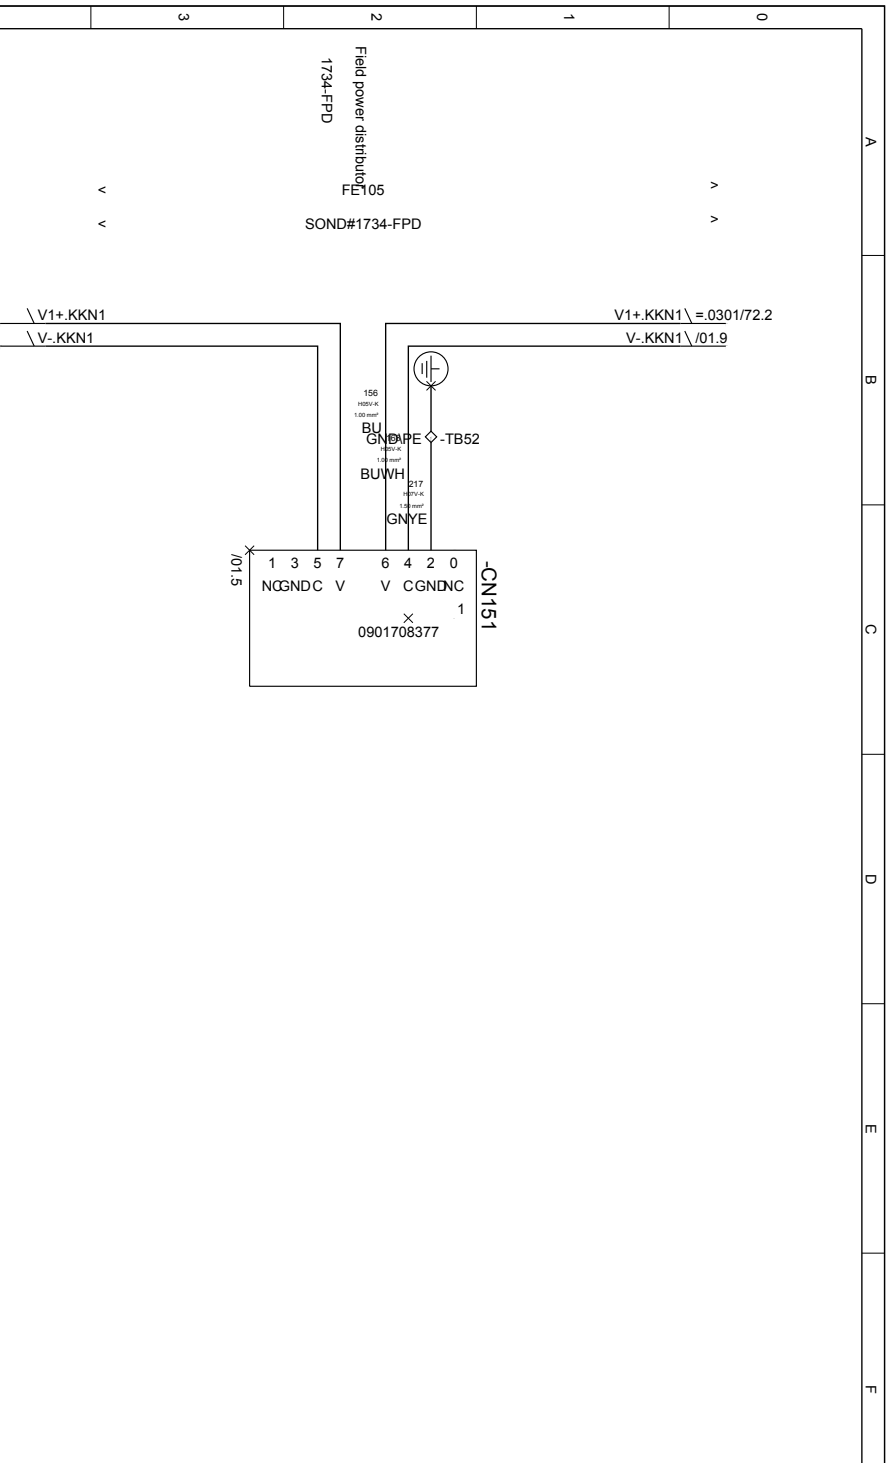 3
2
1
0
A
B
C
D
E
F
Field power distributor
1734-FPD
< FE105 >
< SOND#1734-FPD >
\ V1+.KKN1
\ V-.KKN1
V1+.KKN1 \ =.0301/72.2
V-.KKN1 \ /01.9
156
H05V-K
1.00 mm²
BU
GND\PE
-TB52
H05V-K
1.00 mm²
BUWH
217
H07V-K
1.50 mm²
GNYE
/01.5
-CN151
1 3 5 7 6 4 2 0
NC GND C V V C GND NC
1
0901708377